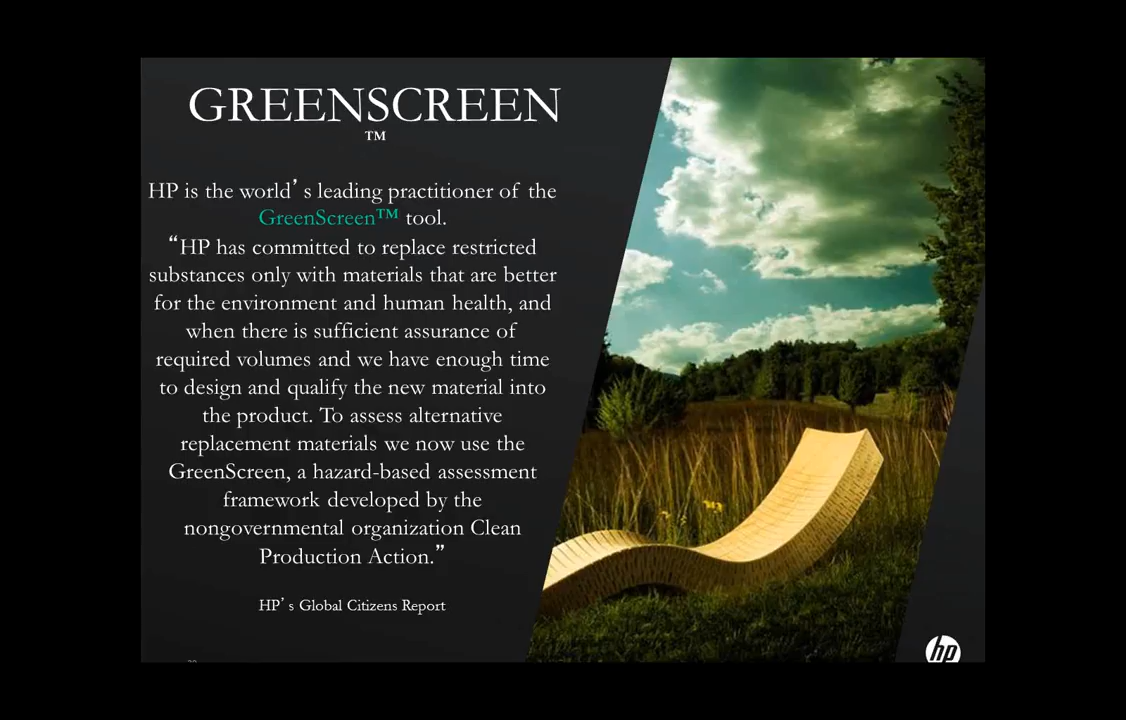 GREENSCREEN
™
HP is the world’s leading practitioner of the
GreenScreen™ tool.
“HP has committed to replace restricted
substances only with materials that are better
for the environment and human health, and
when there is sufficient assurance of
required volumes and we have enough time
to design and qualify the new material into
the product. To assess alternative
replacement materials we now use the
GreenScreen, a hazard-based assessment
framework developed by the
nongovernmental organization Clean
Production Action.”
HP’s Global Citizens Report
hp